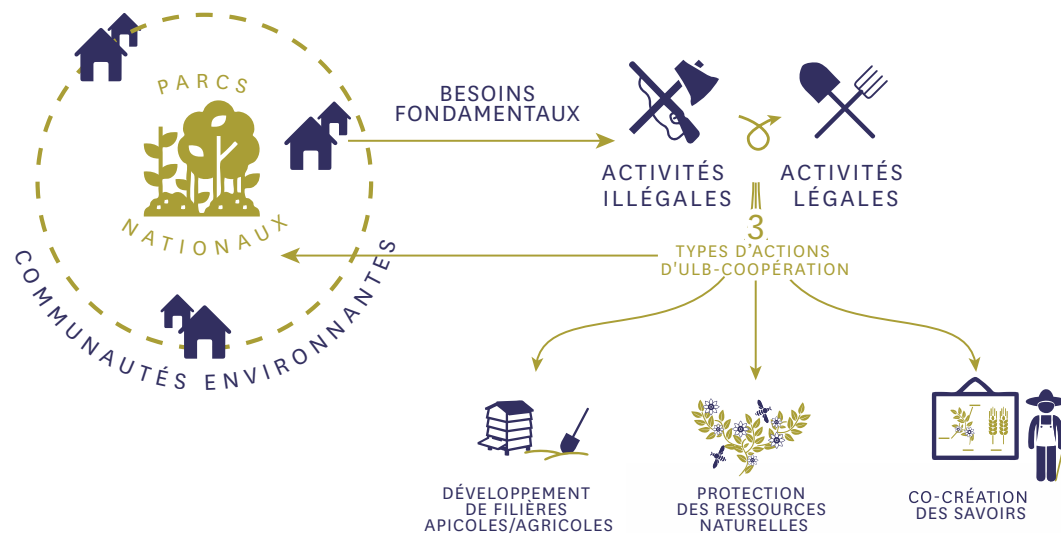 PARCS
NATIONAUX
COMMUNAUTÉS ENVIRONNANTES
BESOINS
FONDAMENTAUX
ACTIVITÉS
ILLÉGALES
ACTIVITÉS
LÉGALES
3
TYPES D'ACTIONS
D'ULB-COOPÉRATION
DÉVELOPPEMENT
DE FILIÈRES
APICOLES/AGRICOLES
PROTECTION
DES RESSOURCES
NATURELLES
CO-CRÉATION
DES SAVOIRS